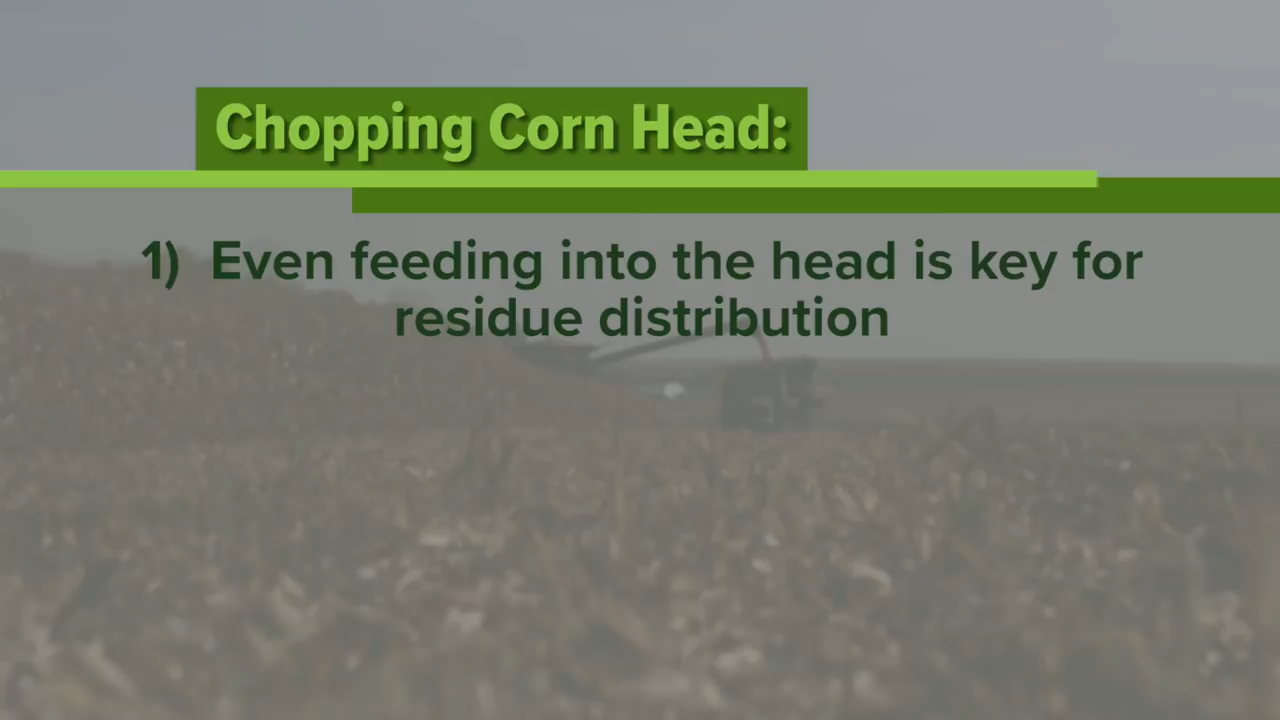 Chopping Corn Head:
1) Even feeding into the head is key for
residue distribution